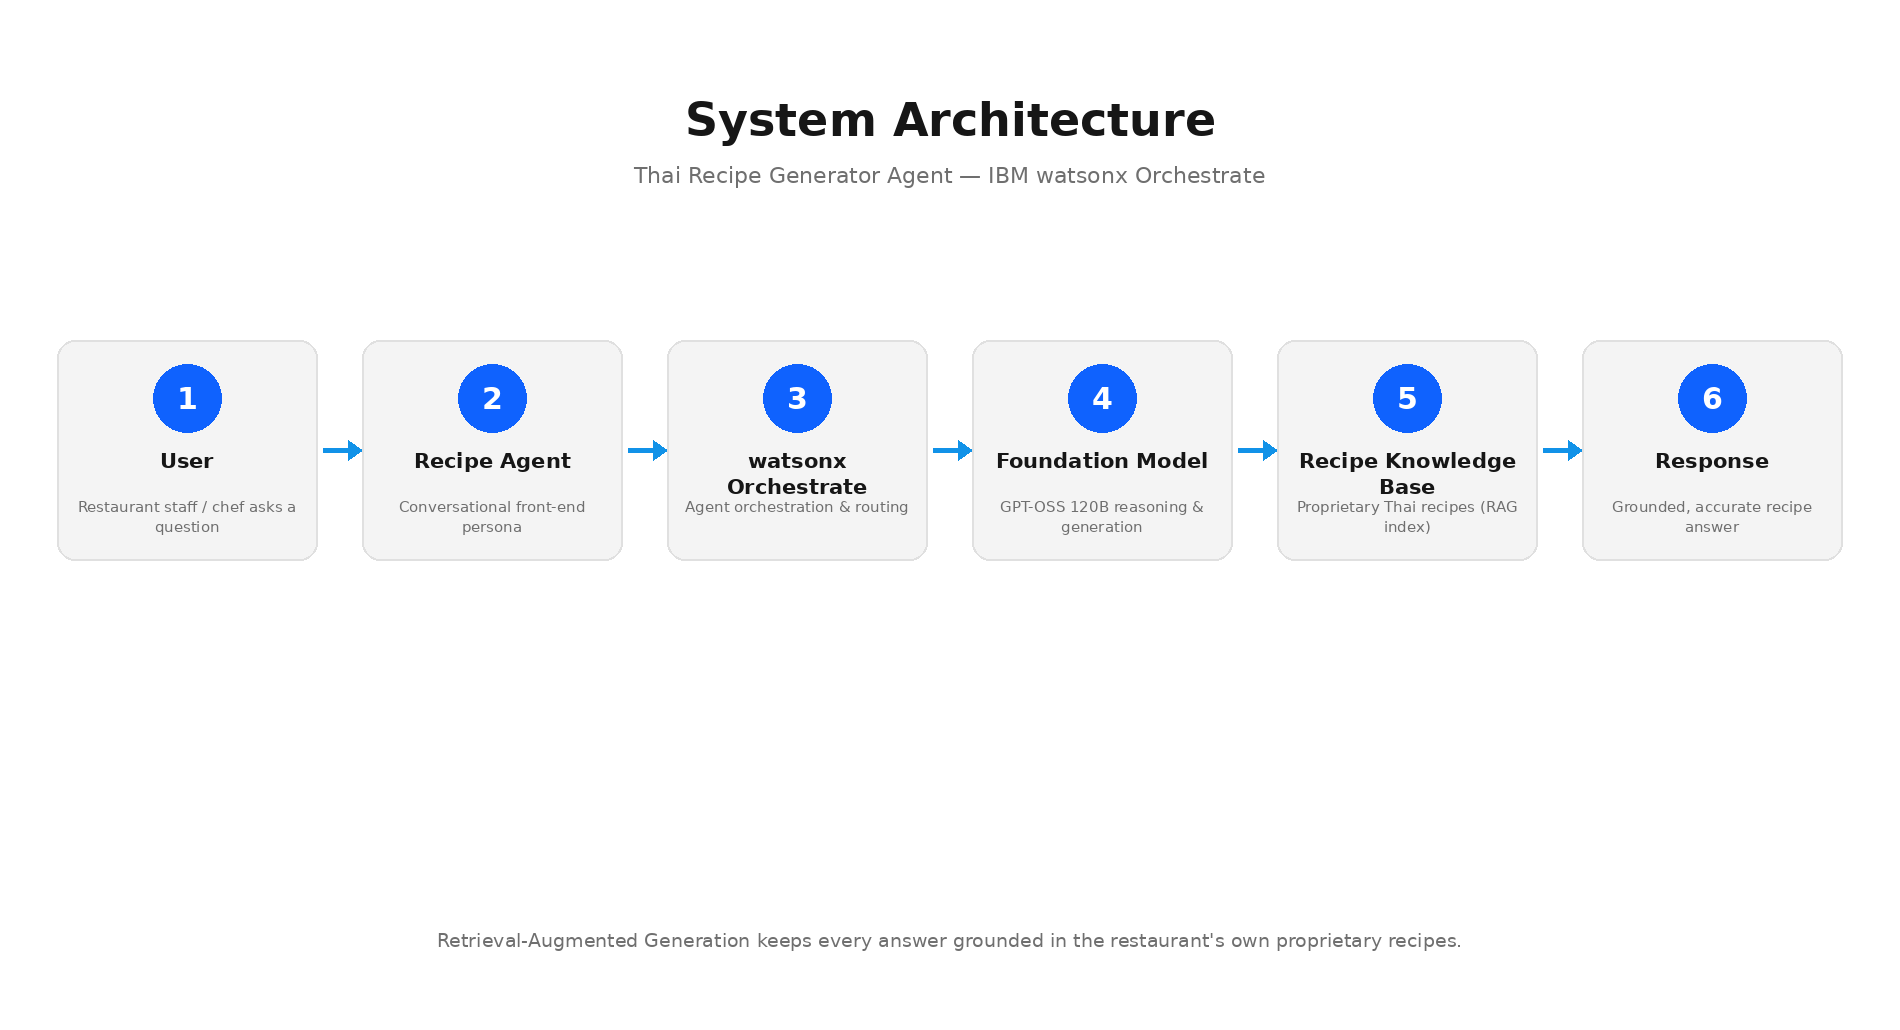 System Architecture
Thai Recipe Generator Agent — IBM watsonx Orchestrate
1
User
Restaurant staff / chef asks a
question
2
Recipe Agent
Conversational front-end
persona
3
watsonx
Orchestrate
Agent orchestration & routing
4
Foundation Model
GPT-OSS 120B reasoning &
generation
5
Recipe Knowledge
Base
Proprietary Thai recipes (RAG
index)
6
Response
Grounded, accurate recipe
answer
Retrieval-Augmented Generation keeps every answer grounded in the restaurant's own proprietary recipes.